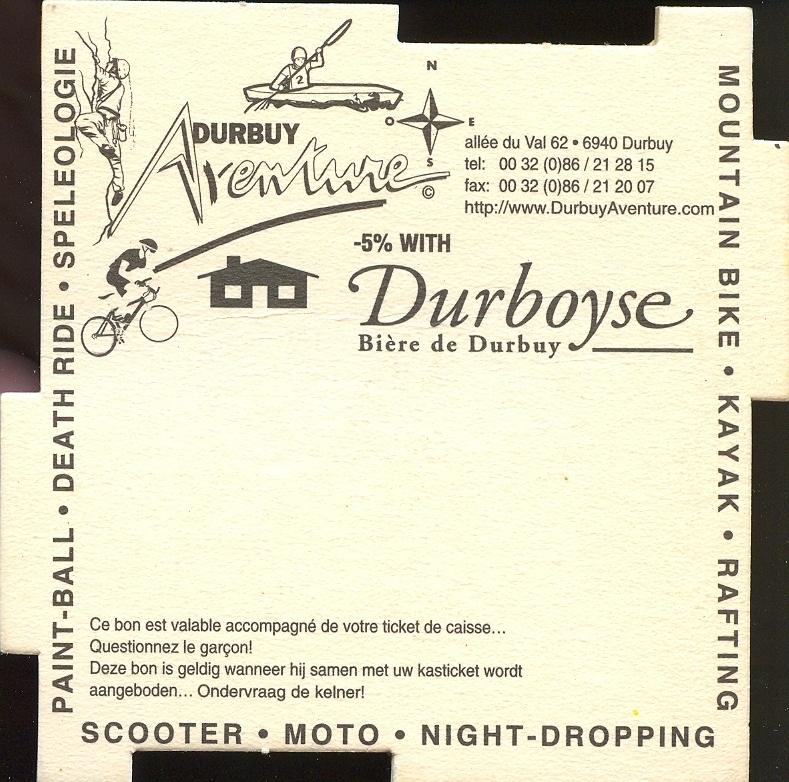 DURBUY
Aventure ©
2
N
O E
S
allée du Val 62 • 6940 Durbuy
tel: 00 32 (0)86 / 21 28 15
fax: 00 32 (0)86 / 21 20 07
http://www.DurbuyAventure.com
-5% WITH
Durboyse
Bière de Durbuy
PAINT-BALL • DEATH RIDE • SPELEOLOGIE
MOUNTAIN BIKE • KAYAK • RAFTING
Ce bon est valable accompagné de votre ticket de caisse...
Questionnez le garçon!
Deze bon is geldig wanneer hij samen met uw kasticket wordt
aangeboden... Ondervraag de kelner!
SCOOTER • MOTO • NIGHT-DROPPING